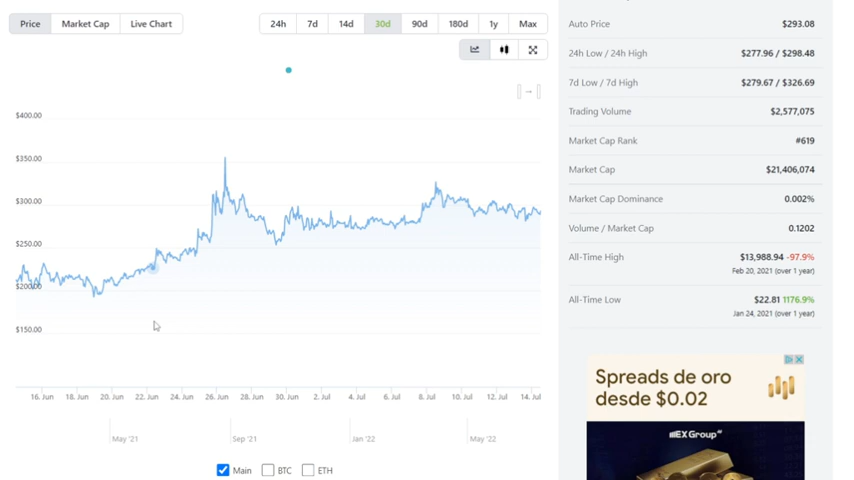 Price Market Cap Live Chart 24h 7d 14d 30d 90d 180d 1y Max
$400.00
$350.00
$300.00
$250.00
$200.00
$150.00
16. Jun 18. Jun 20. Jun 22. Jun 24. Jun 26. Jun 28. Jun 30. Jun 2. Jul 4. Jul 6. Jul 8. Jul 10. Jul 12. Jul 14. Jul
May '21 Sep '21 Jan '22 May '22
Main BTC ETH
Auto Price $293.08
24h Low / 24h High $277.96 / $298.48
7d Low / 7d High $279.67 / $326.69
Trading Volume $2,577,075
Market Cap Rank #619
Market Cap $21,406,074
Market Cap Dominance 0.002%
Volume / Market Cap 0.1202
All-Time High $13,988.94 -97.9%
Feb 20, 2021 (over 1 year)
All-Time Low $22.81 1176.9%
Jan 24, 2021 (over 1 year)
Spreads de oro
desde $0.02
EX Group